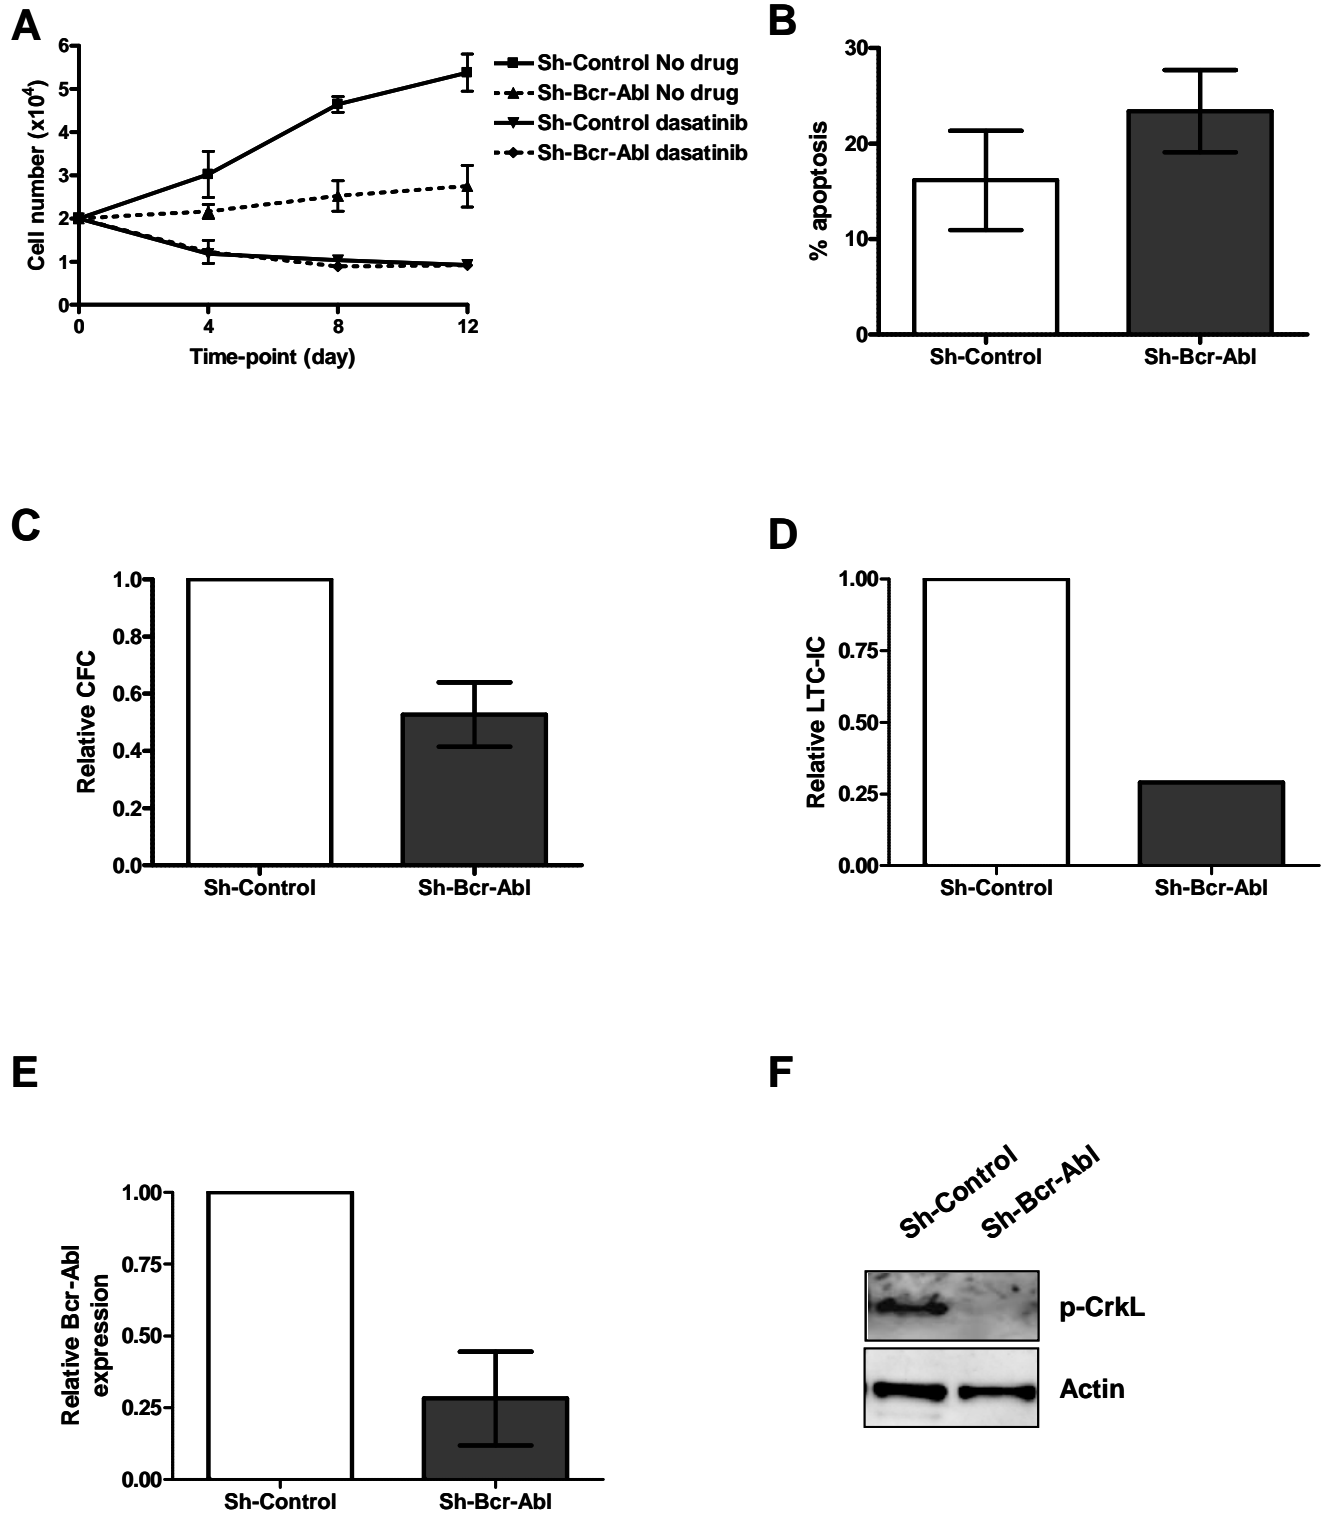 A
6
5
4
3
2
1
0
Cell number (x10⁴)
0 4 8 12
Time-point (day)
Sh-Control No drug
Sh-Bcr-Abl No drug
Sh-Control dasatinib
Sh-Bcr-Abl dasatinib
B
30
20
10
0
% apoptosis
Sh-Control Sh-Bcr-Abl
C
1.0
0.8
0.6
0.4
0.2
0.0
Relative CFC
Sh-Control Sh-Bcr-Abl
D
1.00
0.75
0.50
0.25
0.00
Relative LTC-IC
Sh-Control Sh-Bcr-Abl
E
1.00
0.75
0.50
0.25
0.00
Relative Bcr-Abl
expression
Sh-Control Sh-Bcr-Abl
F
Sh-Control
Sh-Bcr-Abl
p-CrkL
Actin